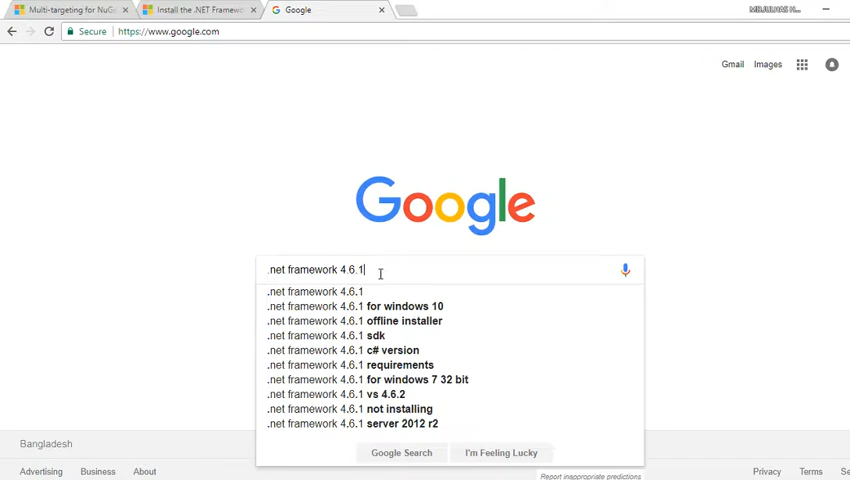 Multi-targeting for NuGe
Install the .NET Framewo
Google
Secure
https://www.google.com
Gmail Images
Google
.net framework 4.6.1
.net framework 4.6.1
.net framework 4.6.1 for windows 10
.net framework 4.6.1 offline installer
.net framework 4.6.1 sdk
.net framework 4.6.1 c# version
.net framework 4.6.1 requirements
.net framework 4.6.1 for windows 7 32 bit
.net framework 4.6.1 vs 4.6.2
.net framework 4.6.1 not installing
.net framework 4.6.1 server 2012 r2
Google Search I'm Feeling Lucky
Bangladesh
Report inappropriate predictions
Advertising Business About Privacy Terms